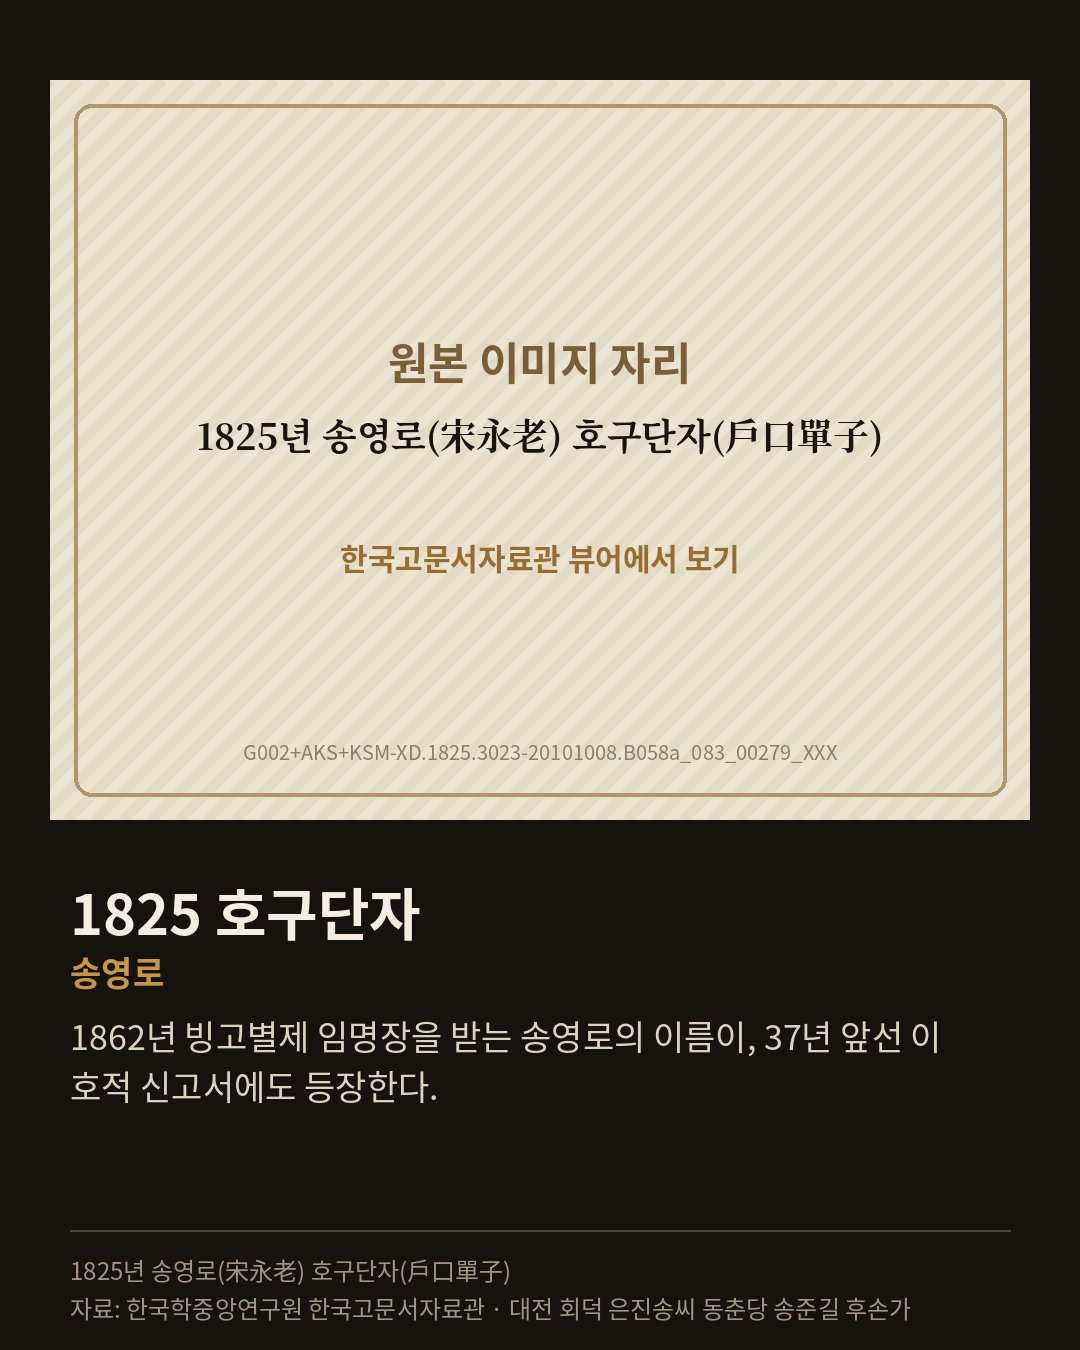 원본 이미지 자리
1825년 송영로(宋永老) 호구단자(戶口單子)
한국고문서자료관 뷰어에서 보기
G002+AKS+KSM-XD.1825.3023-20101008.B058a_083_00279_XXX
1825 호구단자
송영로
1862년 빙고별제 임명장을 받는 송영로의 이름이, 37년 앞선 이
호적 신고서에도 등장한다.
1825년 송영로(宋永老) 호구단자(戶口單子)
자료: 한국학중앙연구원 한국고문서자료관 · 대전 회덕 은진송씨 동춘당 송준길 후손가